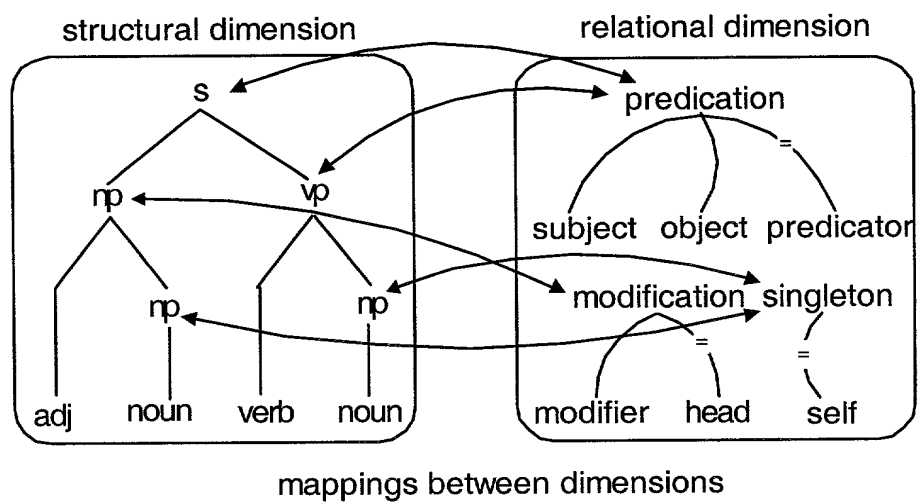 structural dimension
relational dimension
s
predication
=
np
vp
subject object predicator
np
np
modification singleton
=
=
adj noun verb noun
modifier head self
mappings between dimensions